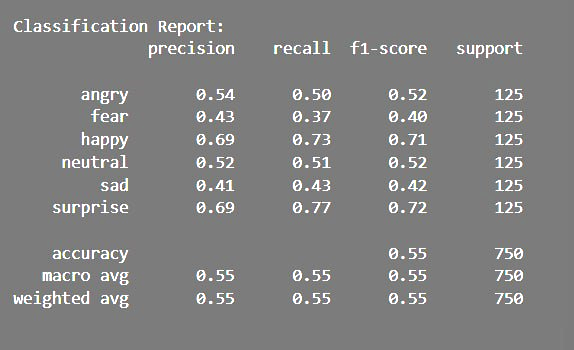 Classification Report:
precision recall f1-score support
angry 0.54 0.50 0.52 125
fear 0.43 0.37 0.40 125
happy 0.69 0.73 0.71 125
neutral 0.52 0.51 0.52 125
sad 0.41 0.43 0.42 125
surprise 0.69 0.77 0.72 125
accuracy 0.55 750
macro avg 0.55 0.55 0.55 750
weighted avg 0.55 0.55 0.55 750